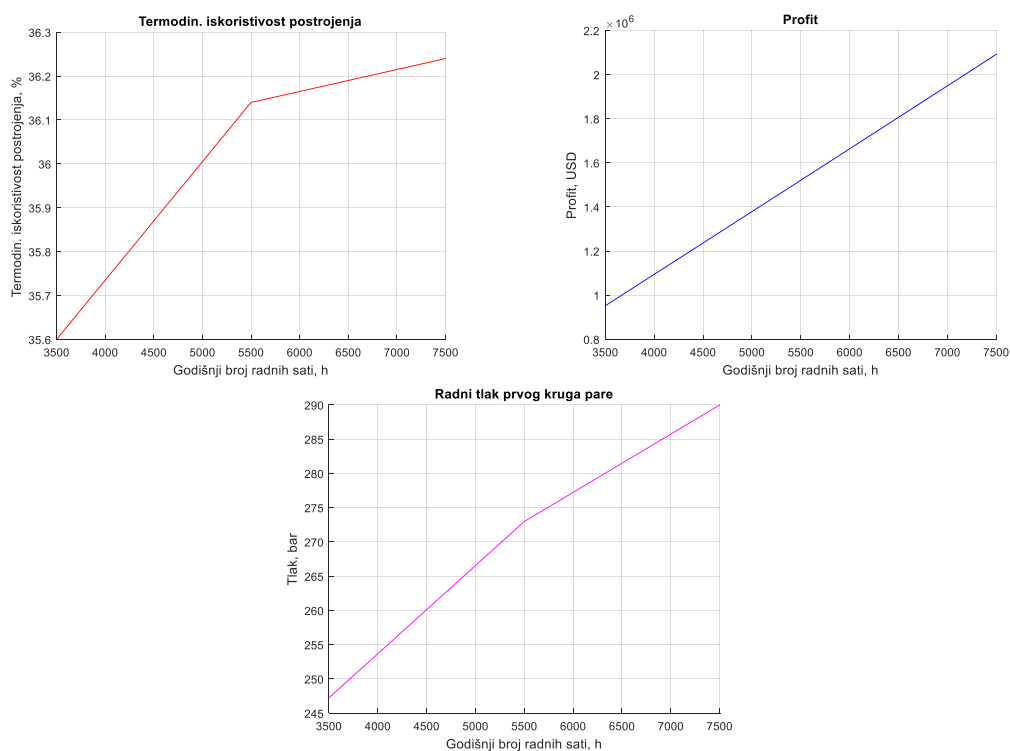 Termodin. iskoristivost postrojenja
Termodin. iskoristivost postrojenja, %
36.3
36.2
36.1
36
35.9
35.8
35.7
35.6
3500 4000 4500 5000 5500 6000 6500 7000 7500
Godišnji broj radnih sati, h
Profit
×10⁶
Profit, USD
2.2
2
1.8
1.6
1.4
1.2
1
0.8
3500 4000 4500 5000 5500 6000 6500 7000 7500
Godišnji broj radnih sati, h
Radni tlak prvog kruga pare
Tlak, bar
290
285
280
275
270
265
260
255
250
245
3500 4000 4500 5000 5500 6000 6500 7000 7500
Godišnji broj radnih sati, h